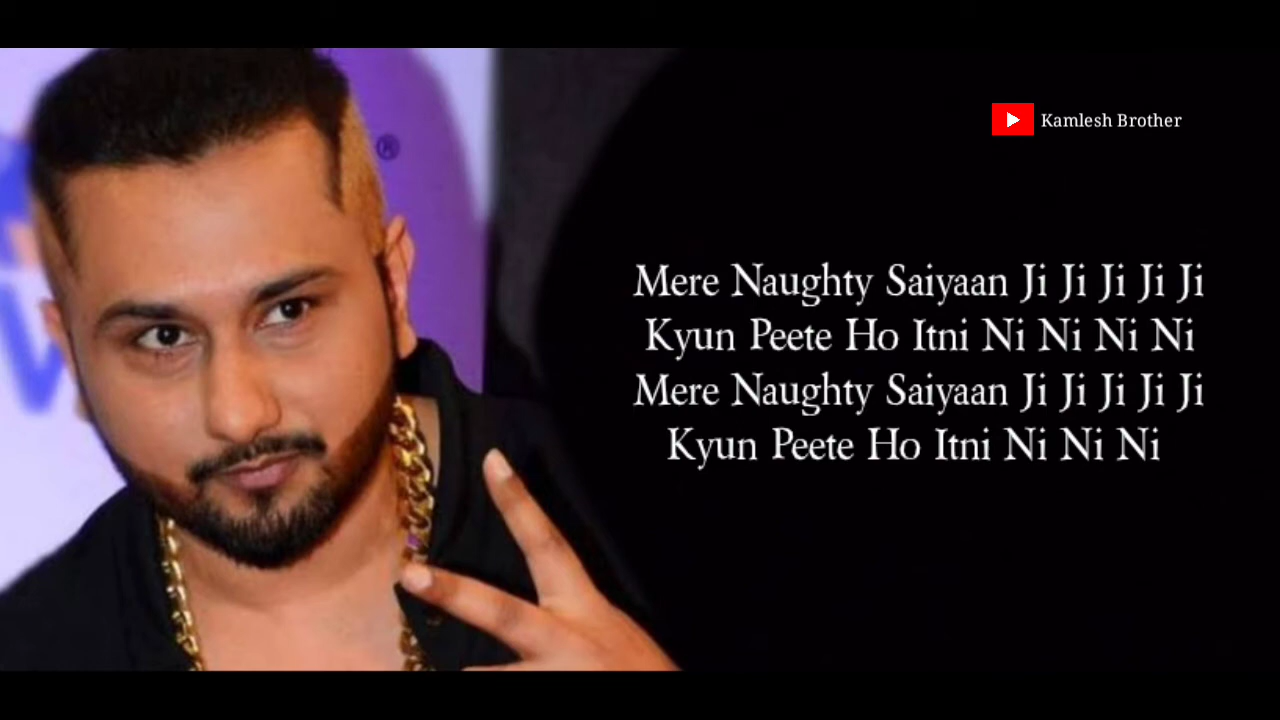 Kamlesh Brother
Mere Naughty Saiyaan Ji Ji Ji Ji Ji
Kyun Peete Ho Itni Ni Ni Ni Ni
Mere Naughty Saiyaan Ji Ji Ji Ji Ji
Kyun Peete Ho Itni Ni Ni Ni